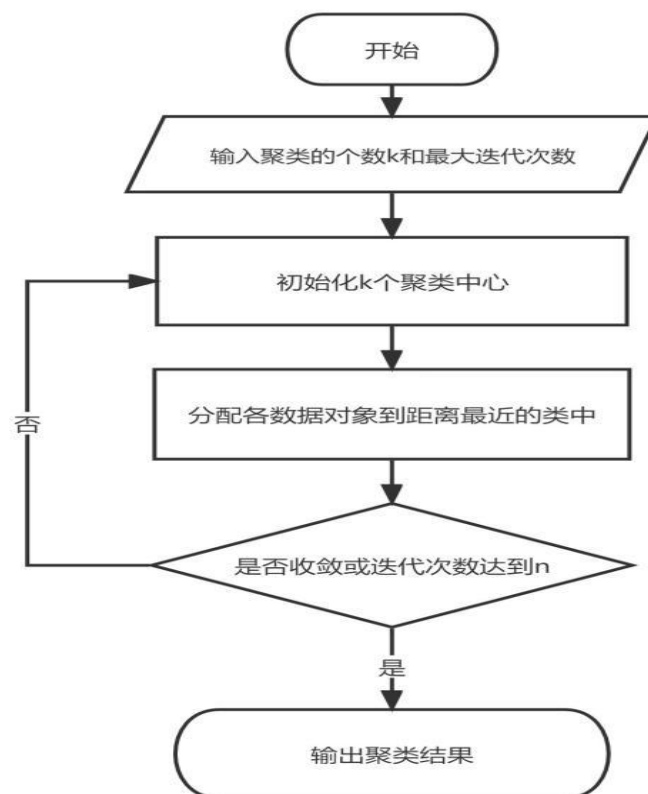 开始
输入聚类的个数k和最大迭代次数
初始化k个聚类中心
分配各数据对象到距离最近的类中
否
是否收敛或迭代次数达到n
是
输出聚类结果